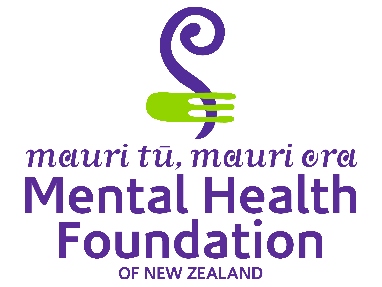 mauri tū, mauri ora
Mental Health
Foundation
OF NEW ZEALAND